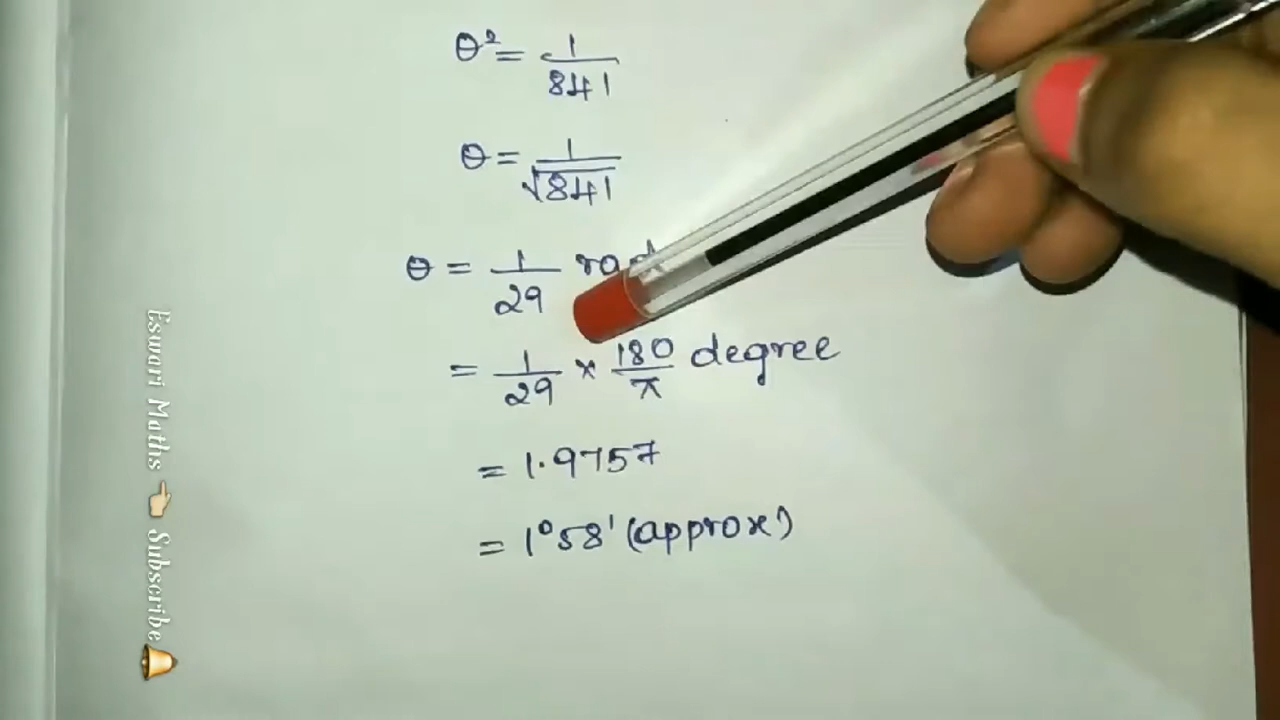 θ² = 1/841
θ = 1/√841
θ = 1/29 rad
= 1/29 × 180/π degree
= 1.9757
= 1°58' (approx)
Eswari Maths 👈🏻 Subscribe🔔